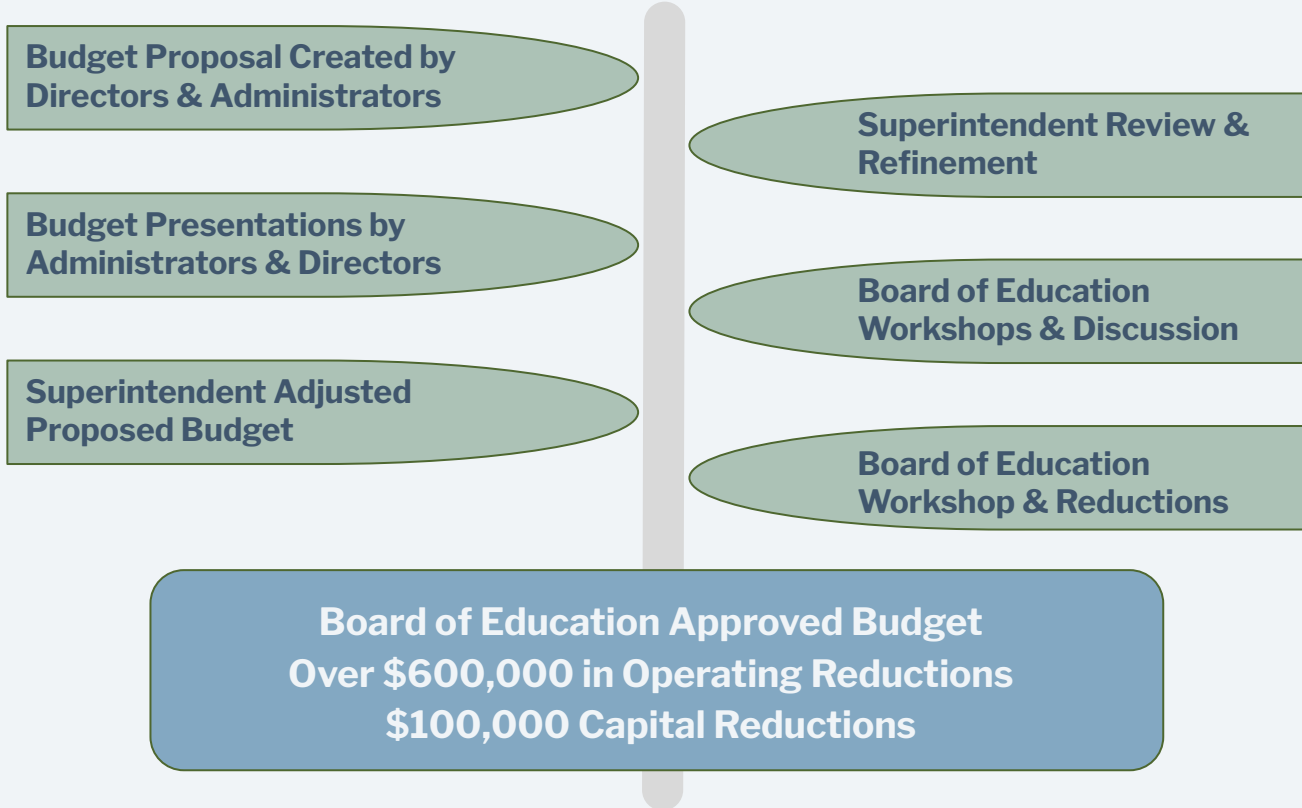 Budget Proposal Created by
Directors & Administrators
Superintendent Review &
Refinement
Budget Presentations by
Administrators & Directors
Board of Education
Workshops & Discussion
Superintendent Adjusted
Proposed Budget
Board of Education
Workshop & Reductions
Board of Education Approved Budget
Over $600,000 in Operating Reductions
$100,000 Capital Reductions